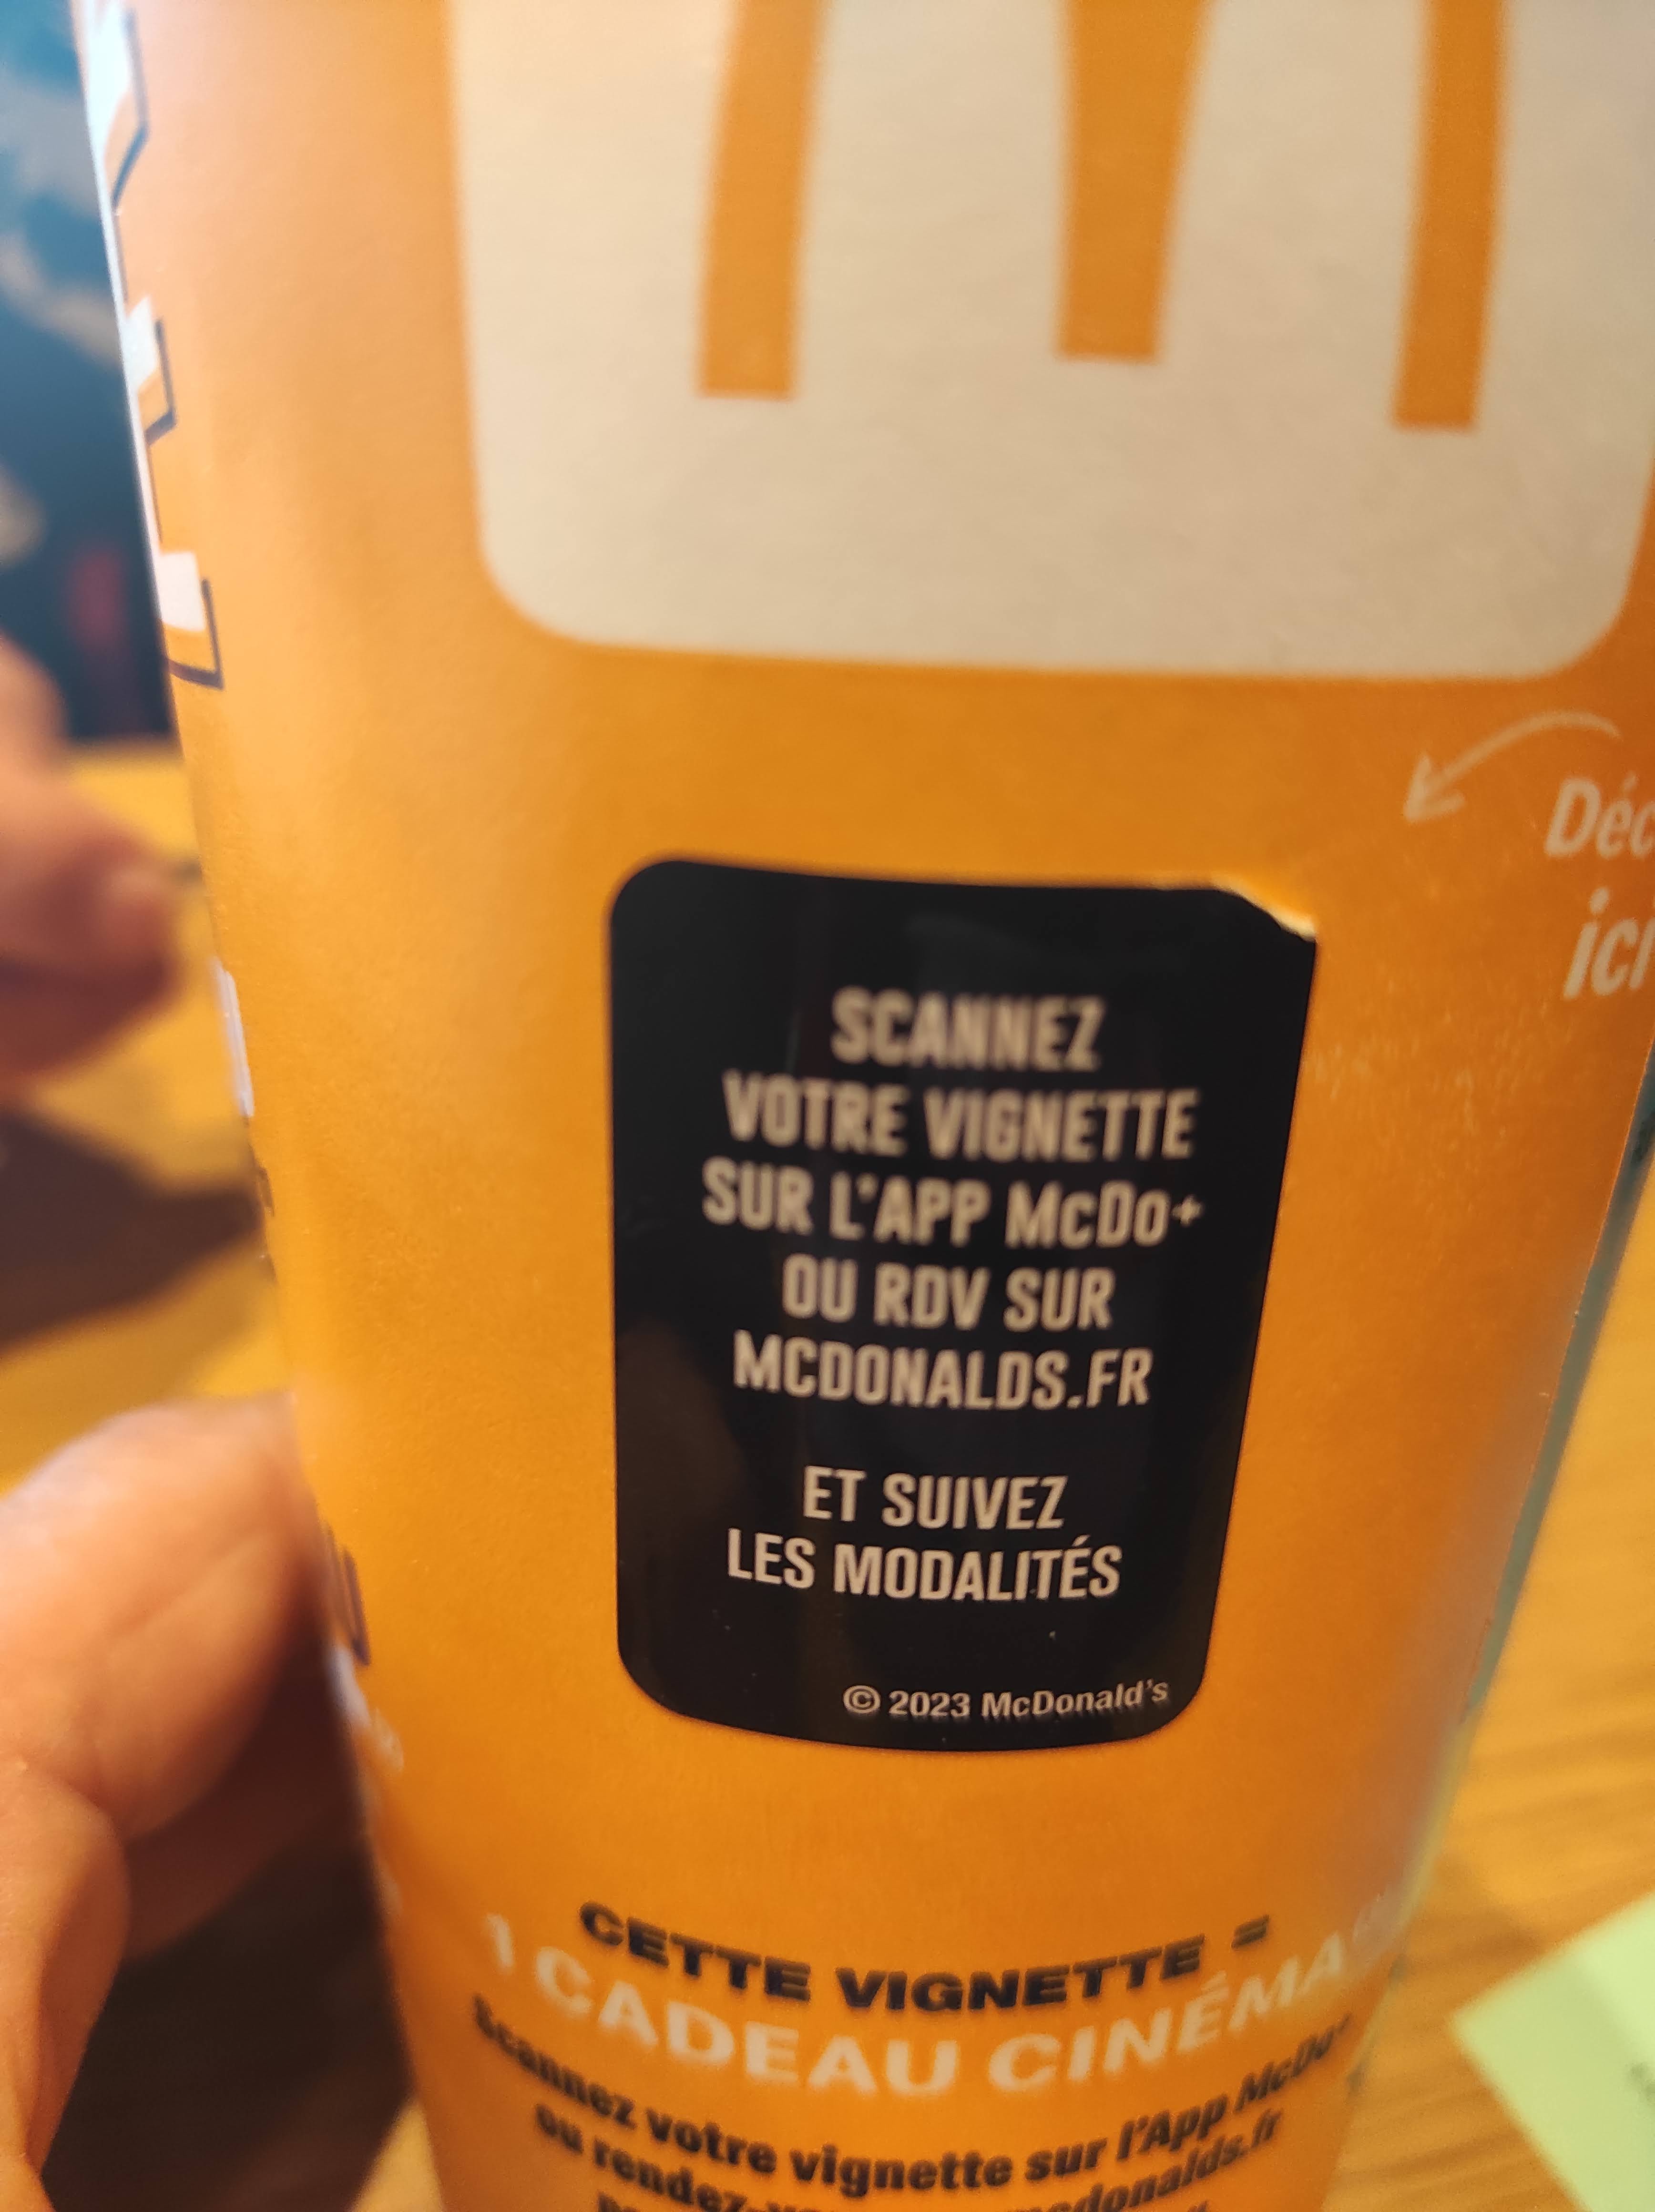 ici
SCANNEZ
VOTRE VIGNETTE
SUR L'APP McDo+
OU RDV SUR
MCDONALDS.FR
ET SUIVEZ
LES MODALITÉS
© 2023 McDonald's
CETTE VIGNETTE =
1 CADEAU CINÉMA
Scannez votre vignette sur l'App McDo+
ou